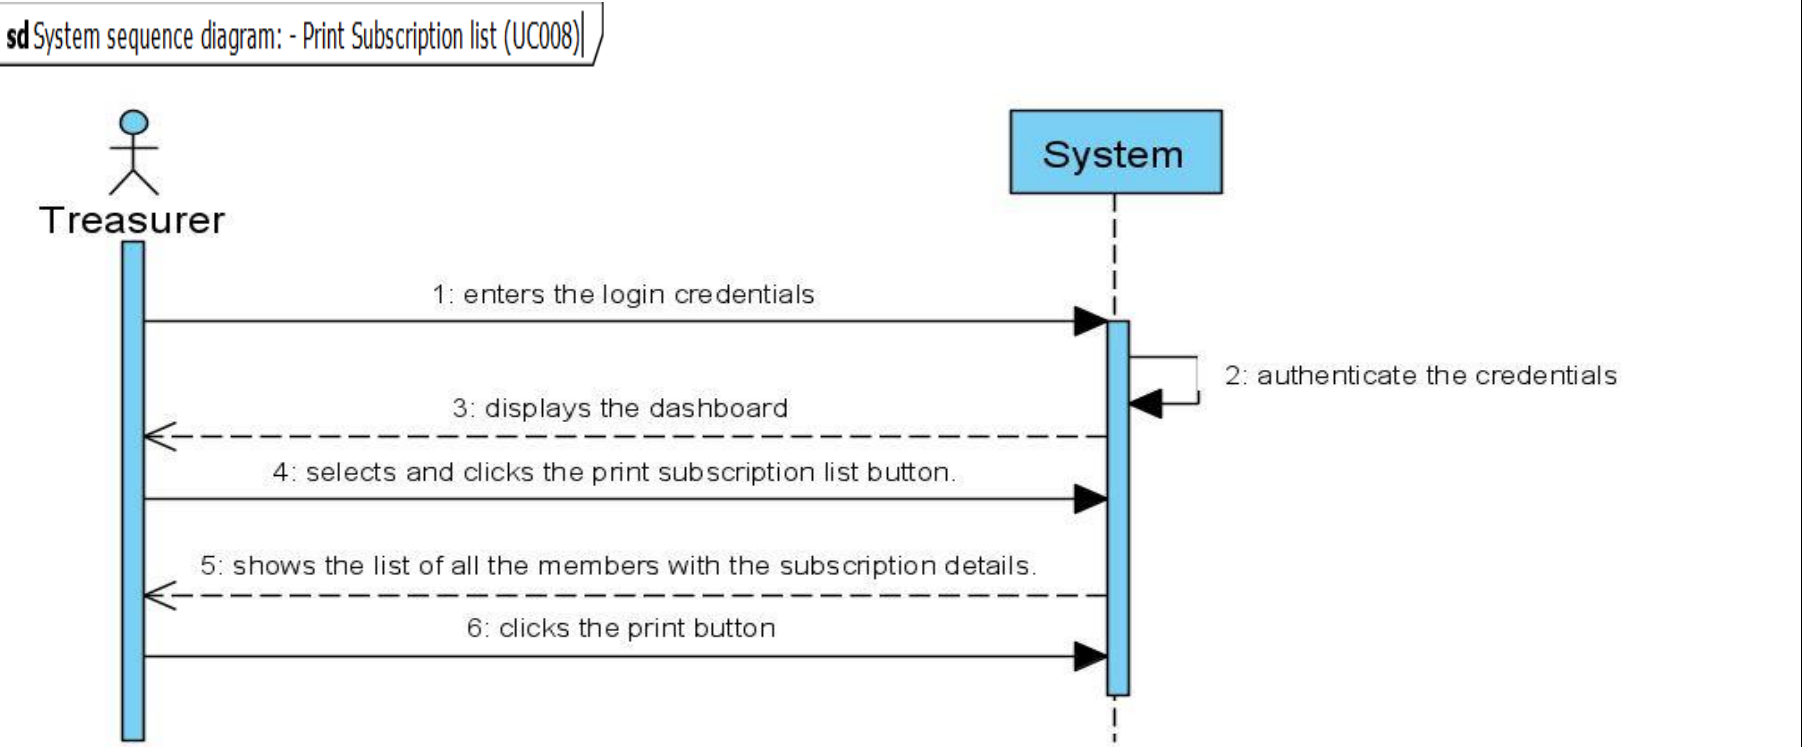 sd System sequence diagram: - Print Subscription list (UC008)
System
Treasurer
1: enters the login credentials
2: authenticate the credentials
3: displays the dashboard
4: selects and clicks the print subscription list button.
5: shows the list of all the members with the subscription details.
6: clicks the print button